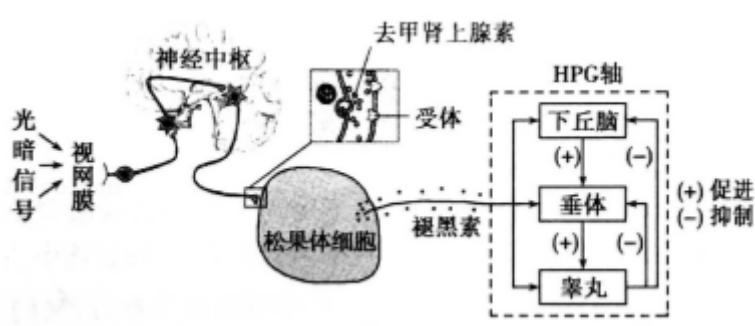 去甲肾上腺素
神经中枢
HPG轴
光暗信号
视网膜
受体
下丘脑
(+)
(−)
(+) 促进
(−) 抑制
垂体
褪黑素
松果体细胞
(+)
(−)
睾丸